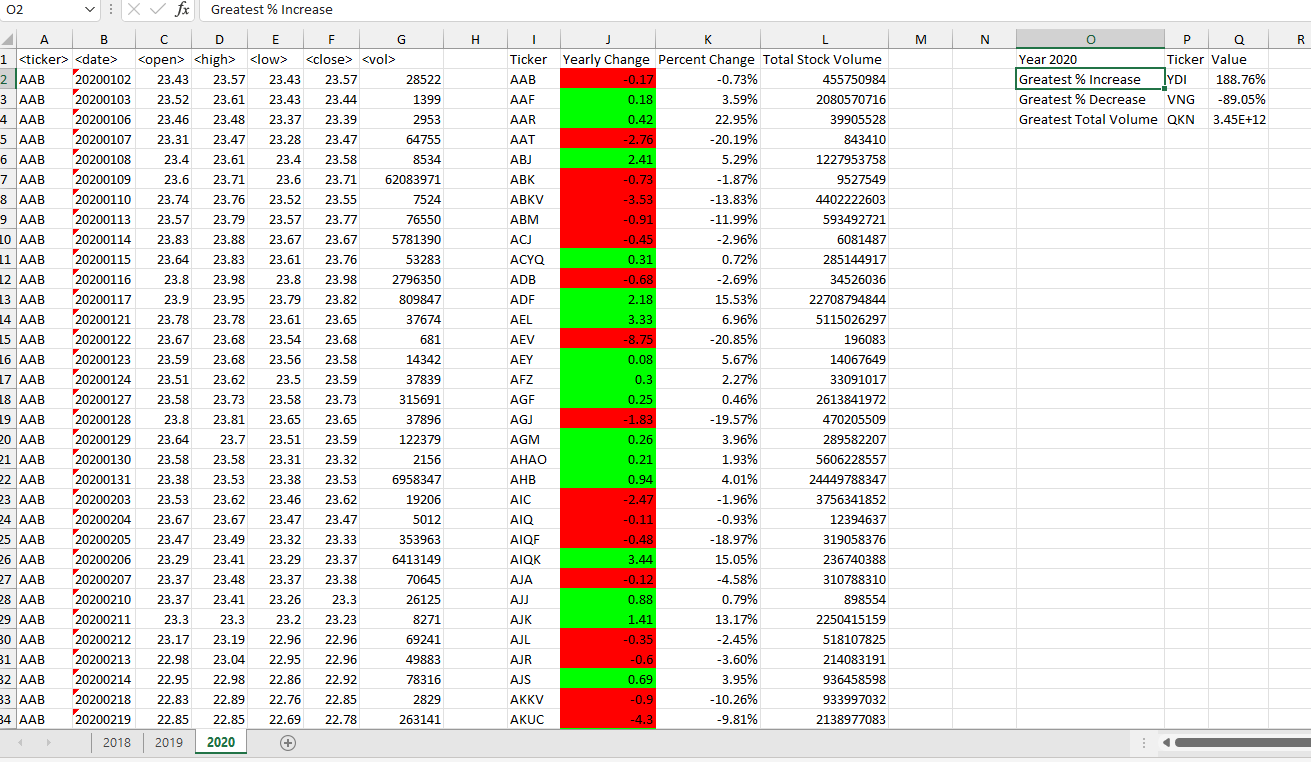 O2 fx Greatest % Increase
A B C D E F G H I J K L M N O P Q R
1 <ticker> <date> <open> <high> <low> <close> <vol> Ticker Yearly Change Percent Change Total Stock Volume Year 2020 Ticker Value
2 AAB 20200102 23.43 23.57 23.43 23.57 28522 AAB -0.17 -0.73% 455750984 Greatest % Increase YDI 188.76%
3 AAB 20200103 23.52 23.61 23.43 23.44 1399 AAF 0.18 3.59% 2080570716 Greatest % Decrease VNG -89.05%
4 AAB 20200106 23.46 23.48 23.37 23.39 2953 AAR 0.42 22.95% 39905528 Greatest Total Volume QKN 3.45E+12
5 AAB 20200107 23.31 23.47 23.28 23.47 64755 AAT -2.76 -20.19% 843410
6 AAB 20200108 23.4 23.61 23.4 23.58 8534 ABJ 2.41 5.29% 1227953758
7 AAB 20200109 23.6 23.71 23.6 23.71 62083971 ABK -0.73 -1.87% 9527549
8 AAB 20200110 23.74 23.76 23.52 23.55 7524 ABKV -3.53 -13.83% 4402222603
9 AAB 20200113 23.57 23.79 23.57 23.77 76550 ABM -0.91 -11.99% 593492721
10 AAB 20200114 23.83 23.88 23.67 23.67 5781390 ACJ -0.45 -2.96% 6081487
11 AAB 20200115 23.64 23.83 23.61 23.76 53283 ACYQ 0.31 0.72% 285144917
12 AAB 20200116 23.8 23.98 23.8 23.98 2796350 ADB -0.68 -2.69% 34526036
13 AAB 20200117 23.9 23.95 23.79 23.82 809847 ADF 2.18 15.53% 22708794844
14 AAB 20200121 23.78 23.78 23.61 23.65 37674 AEL 3.33 6.96% 5115026297
15 AAB 20200122 23.67 23.68 23.54 23.68 681 AEV -8.75 -20.85% 196083
16 AAB 20200123 23.59 23.68 23.56 23.58 14342 AEY 0.08 5.67% 14067649
17 AAB 20200124 23.51 23.62 23.5 23.59 37839 AFZ 0.3 2.27% 33091017
18 AAB 20200127 23.58 23.73 23.58 23.73 315691 AGF 0.25 0.46% 2613841972
19 AAB 20200128 23.8 23.81 23.65 23.65 37896 AGJ -1.83 -19.57% 470205509
20 AAB 20200129 23.64 23.7 23.51 23.59 122379 AGM 0.26 3.96% 289582207
21 AAB 20200130 23.58 23.58 23.31 23.32 2156 AHAO 0.21 1.93% 5606228557
22 AAB 20200131 23.38 23.53 23.38 23.53 6958347 AHB 0.94 4.01% 24449788347
23 AAB 20200203 23.53 23.62 23.46 23.62 19206 AIC -2.47 -1.96% 3756341852
24 AAB 20200204 23.67 23.67 23.47 23.47 5012 AIQ -0.11 -0.93% 12394637
25 AAB 20200205 23.47 23.49 23.32 23.33 353963 AIQF -0.48 -18.97% 319058376
26 AAB 20200206 23.29 23.41 23.29 23.37 6413149 AIQK 3.44 15.05% 236740388
27 AAB 20200207 23.37 23.48 23.37 23.38 70645 AJA -0.12 -4.58% 310788310
28 AAB 20200210 23.37 23.41 23.26 23.3 26125 AJJ 0.88 0.79% 898554
29 AAB 20200211 23.3 23.3 23.2 23.23 8271 AJK 1.41 13.17% 2250415159
30 AAB 20200212 23.17 23.19 22.96 22.96 69241 AJL -0.35 -2.45% 518107825
31 AAB 20200213 22.98 23.04 22.95 22.96 49883 AJR -0.6 -3.60% 214083191
32 AAB 20200214 22.95 22.98 22.86 22.92 78316 AJS 0.69 3.95% 936458598
33 AAB 20200218 22.83 22.89 22.76 22.85 2829 AKKV -0.9 -10.26% 933997032
34 AAB 20200219 22.85 22.85 22.69 22.78 263141 AKUC -4.3 -9.81% 2138977083
2018 2019 2020